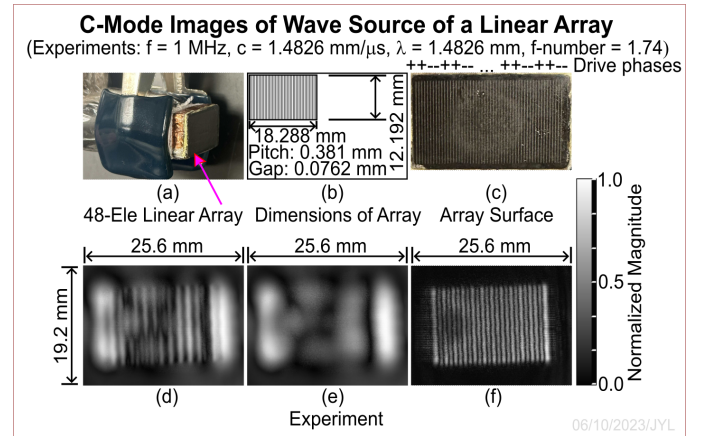 C-Mode Images of Wave Source of a Linear Array
(Experiments: f = 1 MHz, c = 1.4826 mm/μs, λ = 1.4826 mm, f-number = 1.74)
++--++-- ... ++--++-- Drive phases
18.288 mm
12.192 mm
Pitch: 0.381 mm
Gap: 0.0762 mm
(a)
(b)
(c)
48-Ele Linear Array
Dimensions of Array
Array Surface
25.6 mm
25.6 mm
25.6 mm
19.2 mm
1.0
0.5
0.0
Normalized Magnitude
(d)
(e)
(f)
Experiment
06/10/2023/JYL